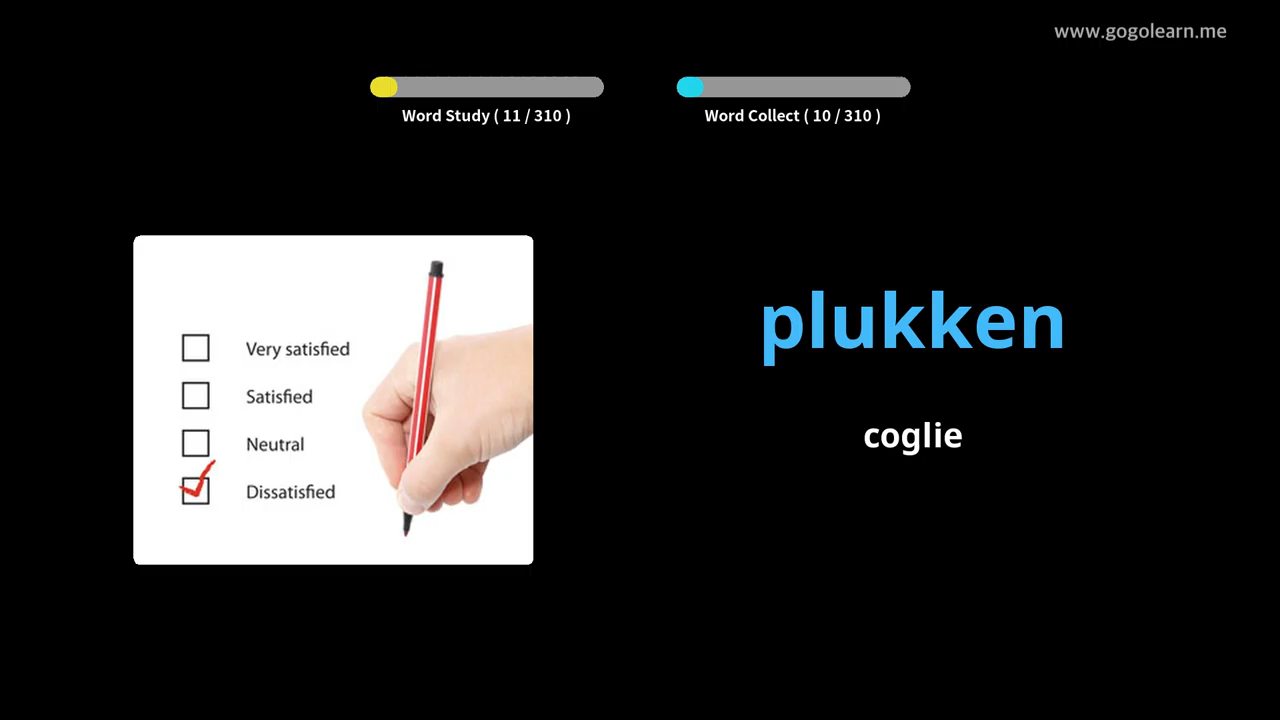 www.gogolearn.me
Word Study ( 11 / 310 )
Word Collect ( 10 / 310 )
Very satisfied
Satisfied
Neutral
Dissatisfied
plukken
coglie